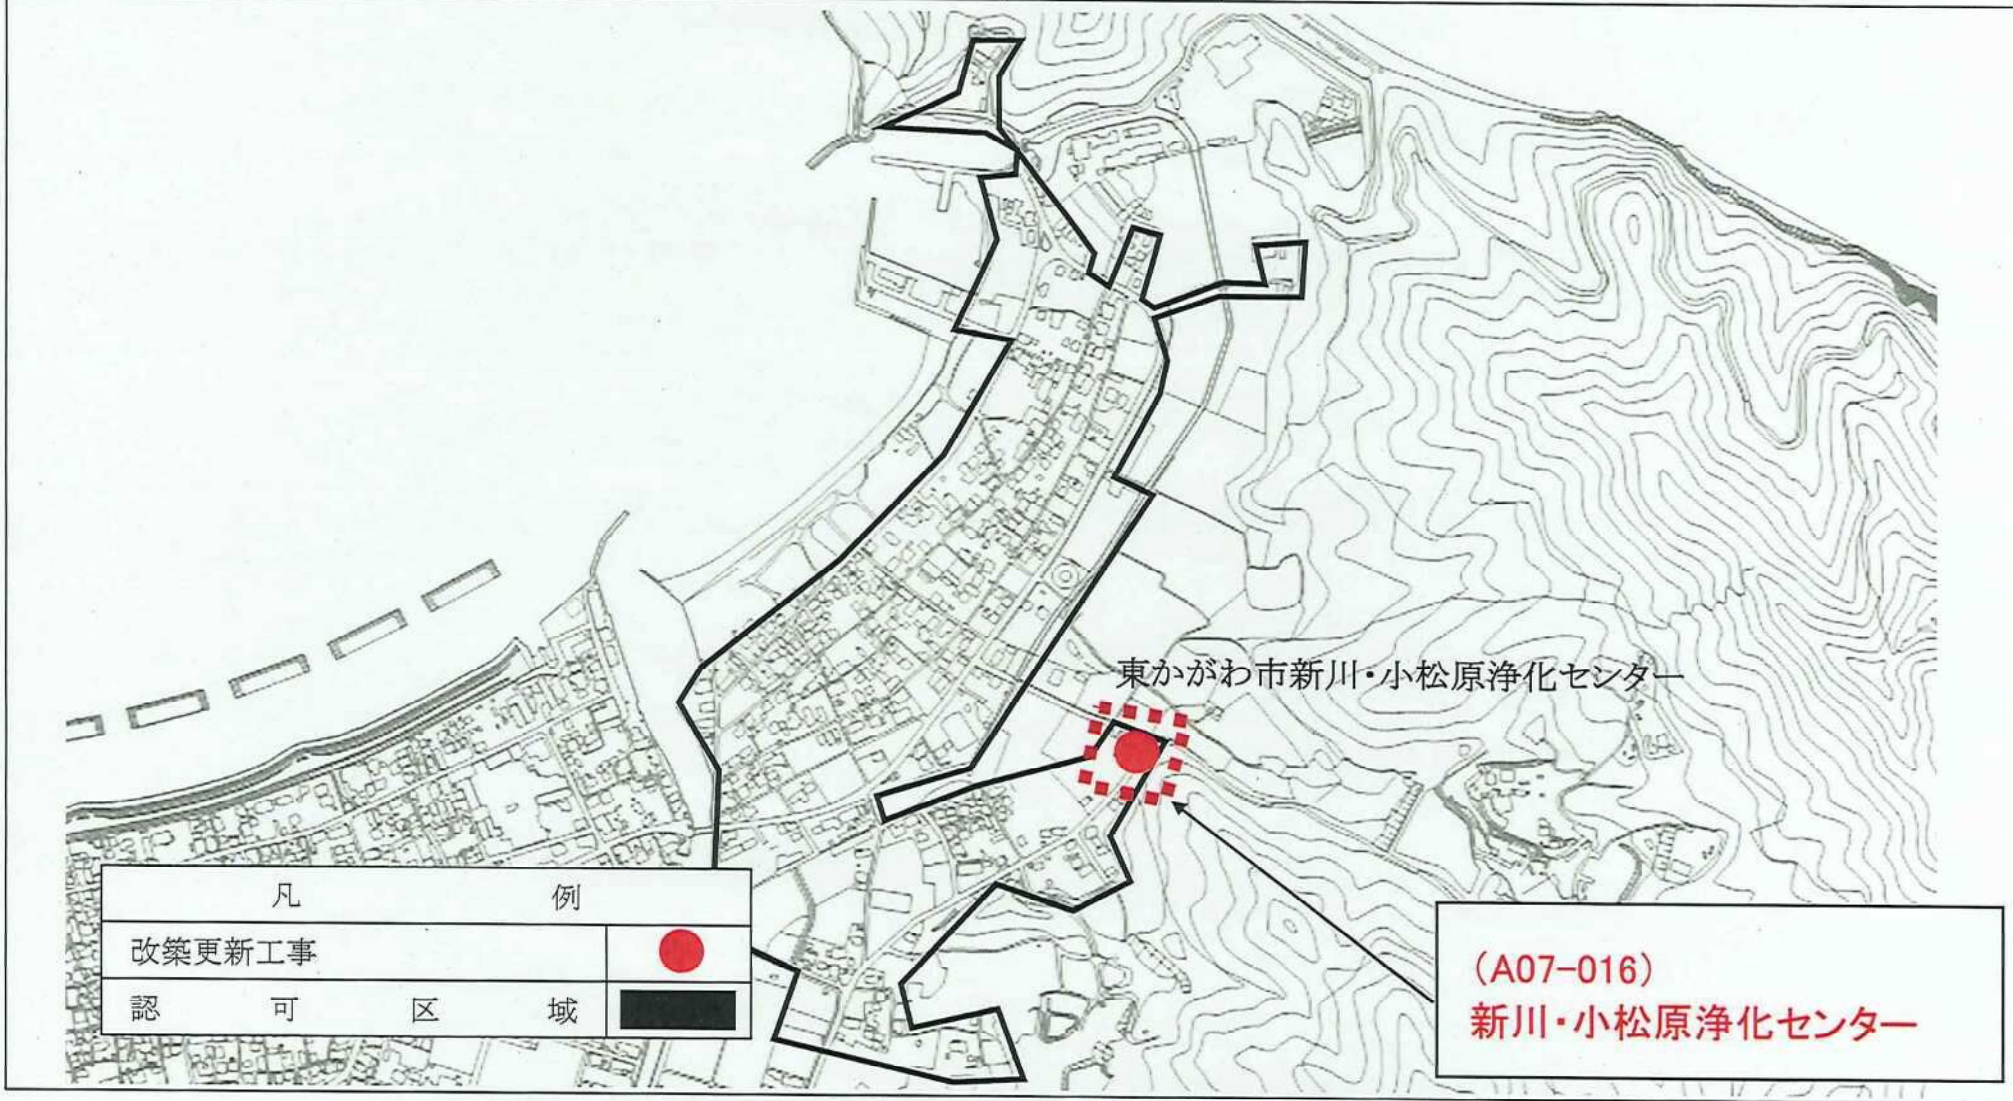 東かがわ市新川・小松原浄化センター
凡例
改築更新工事
認可区域
(A07-016)
新川・小松原浄化センター